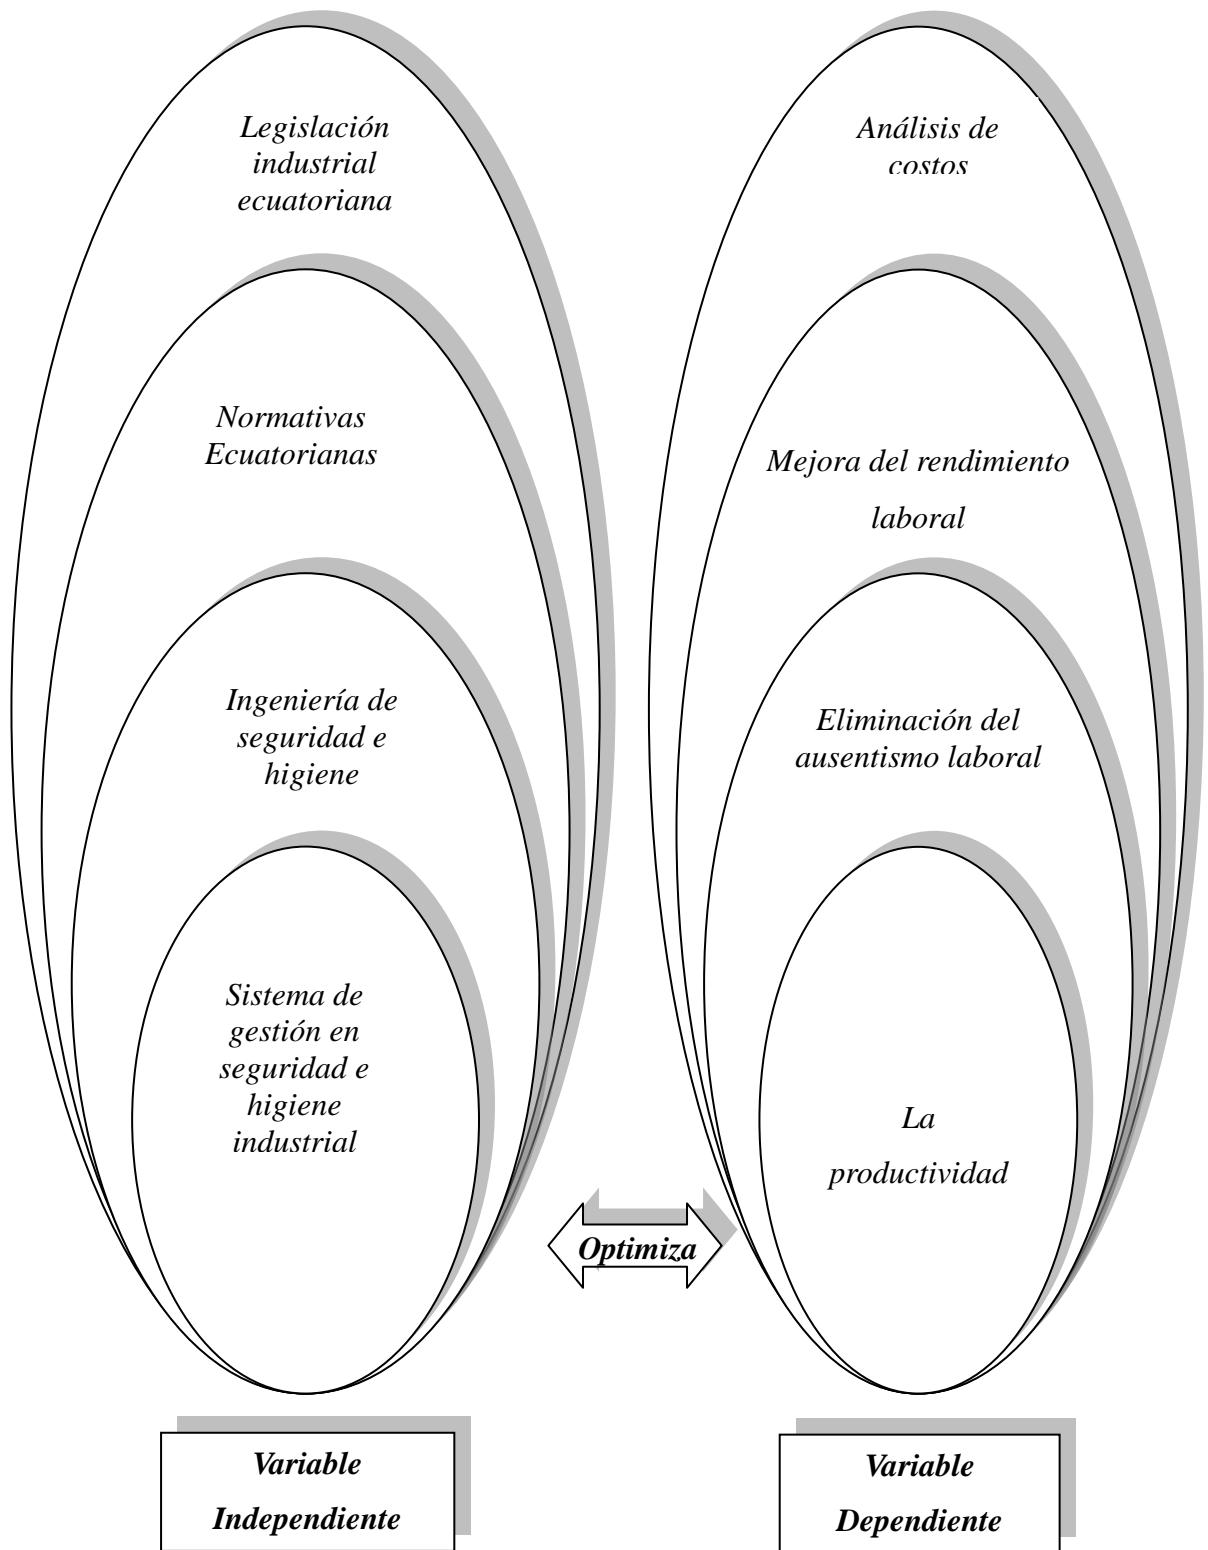 Legislación
industrial
ecuatoriana
Normativas
Ecuatorianas
Ingeniería de
seguridad e
higiene
Sistema de
gestión en
seguridad e
higiene
industrial
Variable
Independiente
Optimiza
Análisis de
costos
Mejora del rendimiento
laboral
Eliminación del
ausentismo laboral
La
productividad
Variable
Dependiente